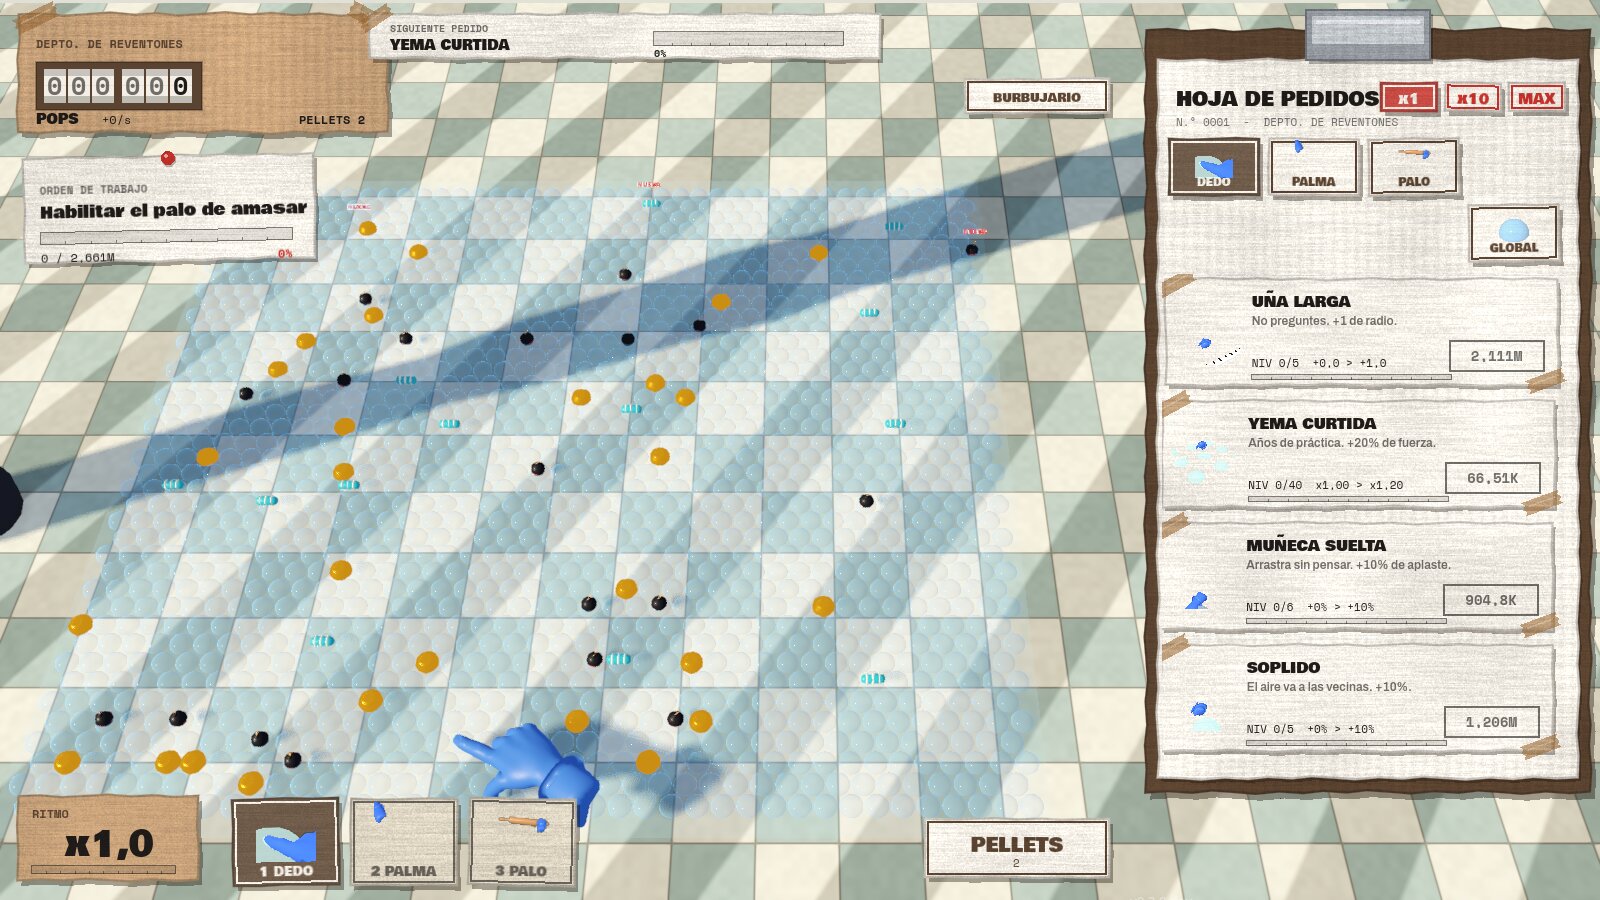 DEPTO. DE REVENTONES
000 000
POPS +0/s PELLETS 2
SIGUIENTE PEDIDO
YEMA CURTIDA
0%
BURBUJARIO
ORDEN DE TRABAJO
Habilitar el palo de amasar
0 / 2,661M 0%
HOJA DE PEDIDOS x1 x10 MAX
N.° 0001 - DEPTO. DE REVENTONES
DEDO PALMA PALO
GLOBAL
UÑA LARGA
No preguntes. +1 de radio.
NIV 0/5 +0,0 > +1,0
2,111M
YEMA CURTIDA
Años de práctica. +20% de fuerza.
NIV 0/40 x1,00 > x1,20
66,51K
MUÑECA SUELTA
Arrastra sin pensar. +10% de aplaste.
NIV 0/6 +0% > +10%
904,8K
SOPLIDO
El aire va a las vecinas. +10%.
NIV 0/5 +0% > +10%
1,206M
RITMO
x1,0
1 DEDO
2 PALMA
3 PALO
PELLETS
2